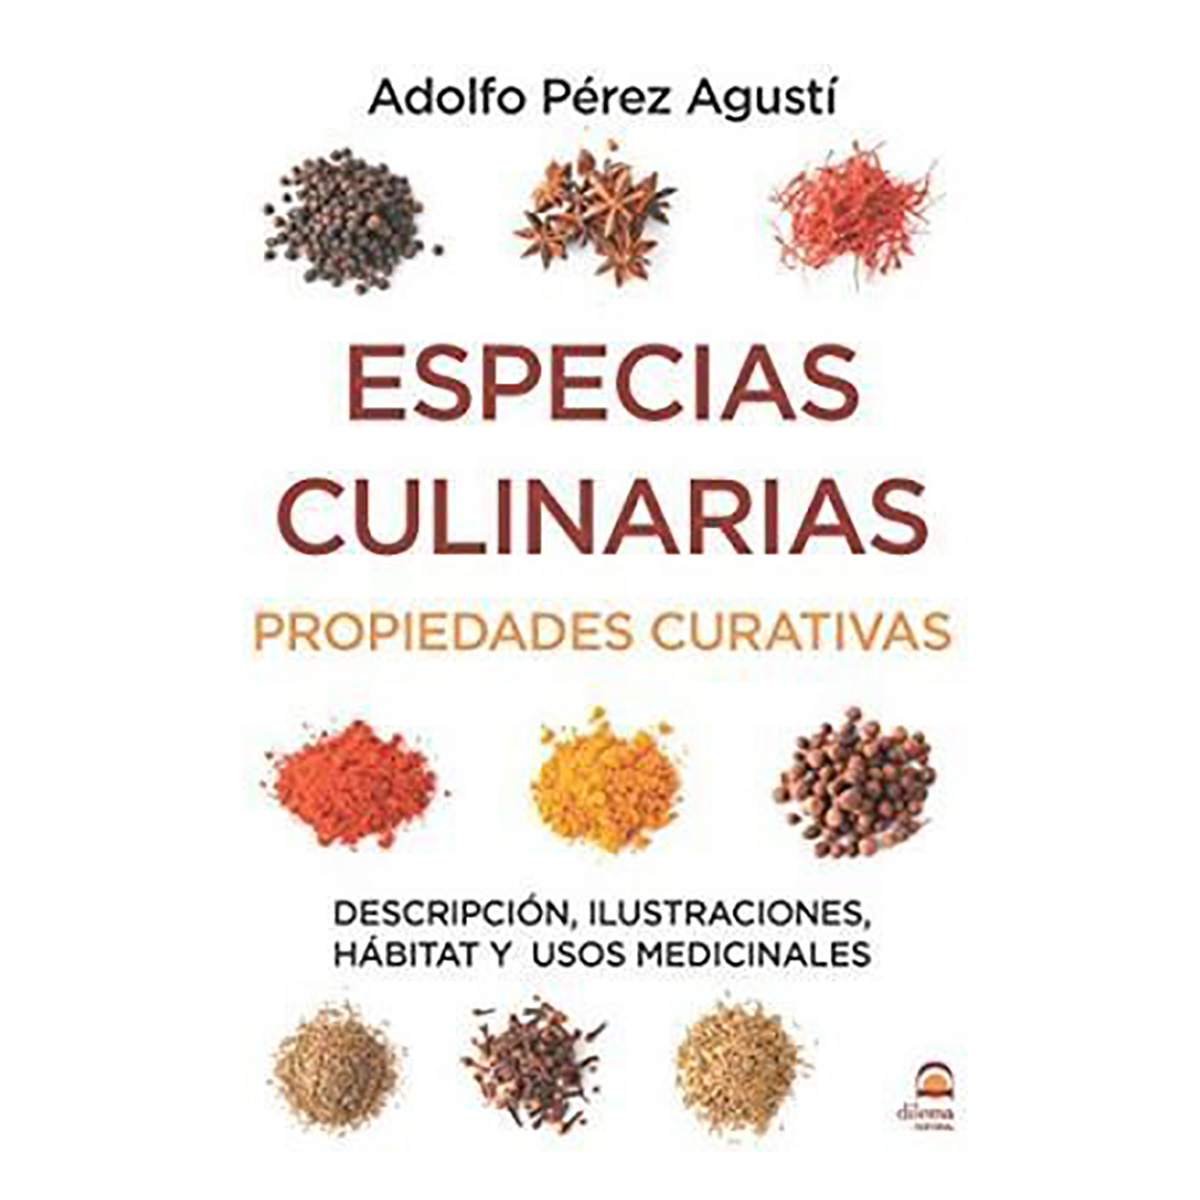 Adolfo Pérez Agustí
ESPECIAS
CULINARIAS
PROPIEDADES CURATIVAS
DESCRIPCIÓN, ILUSTRACIONES,
HÁBITAT Y USOS MEDICINALES
dilema